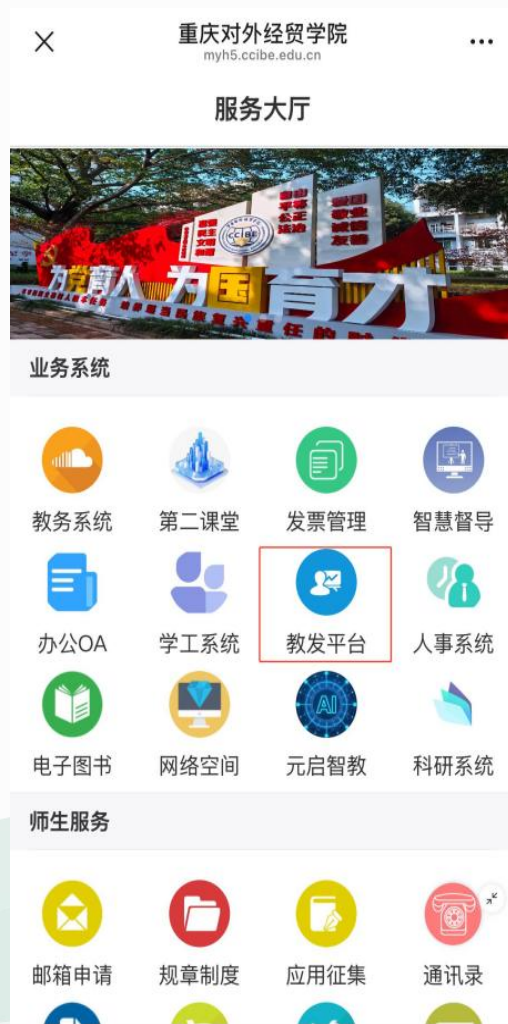 重庆对外经贸学院
myh5.ccibe.edu.cn
服务大厅
CCIBE
为党育人 为国育才
业务系统
教务系统 第二课堂 发票管理 智慧督导
办公OA 学工系统 教发平台 人事系统
AI
电子图书 网络空间 元启智教 科研系统
师生服务
邮箱申请 规章制度 应用征集 通讯录